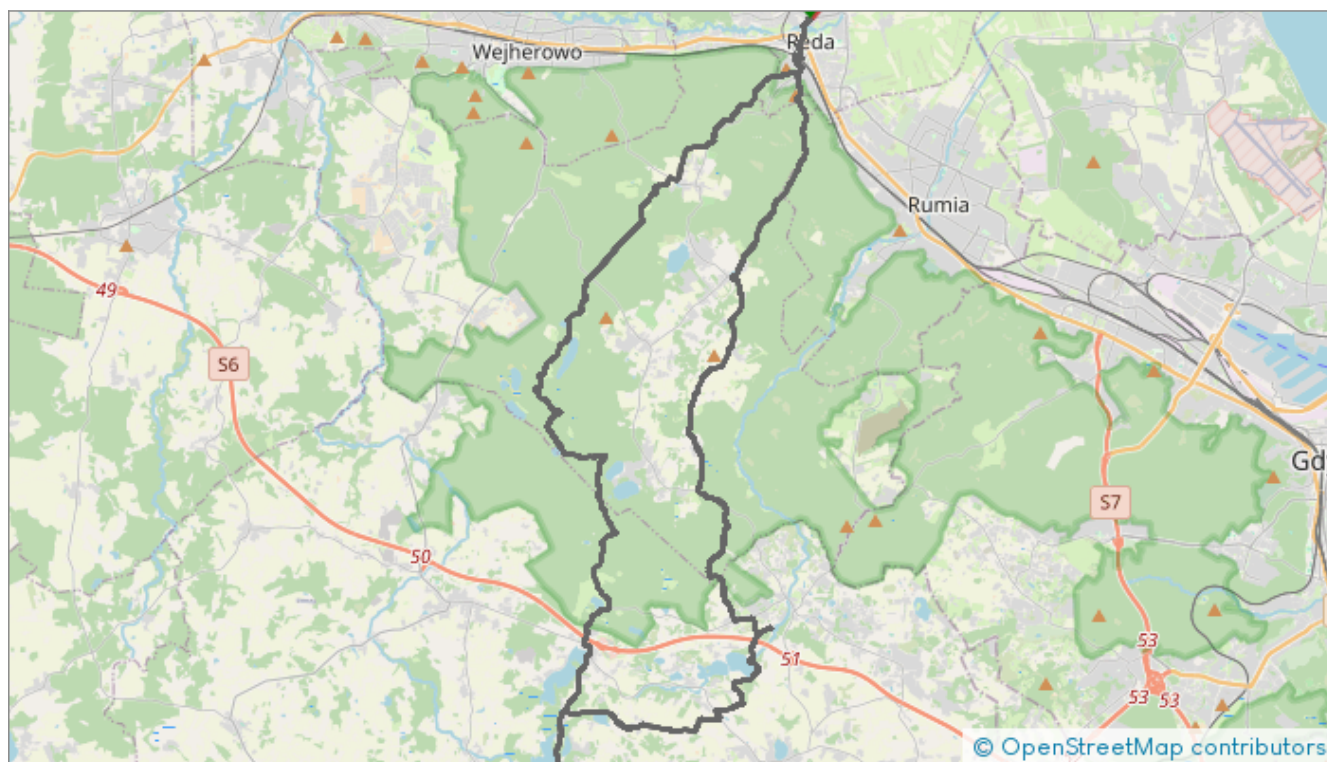 Reda
Wejherowo
Rumia
49
S6
Gd
S7
50
51
53
53
53
© OpenStreetMap contributors